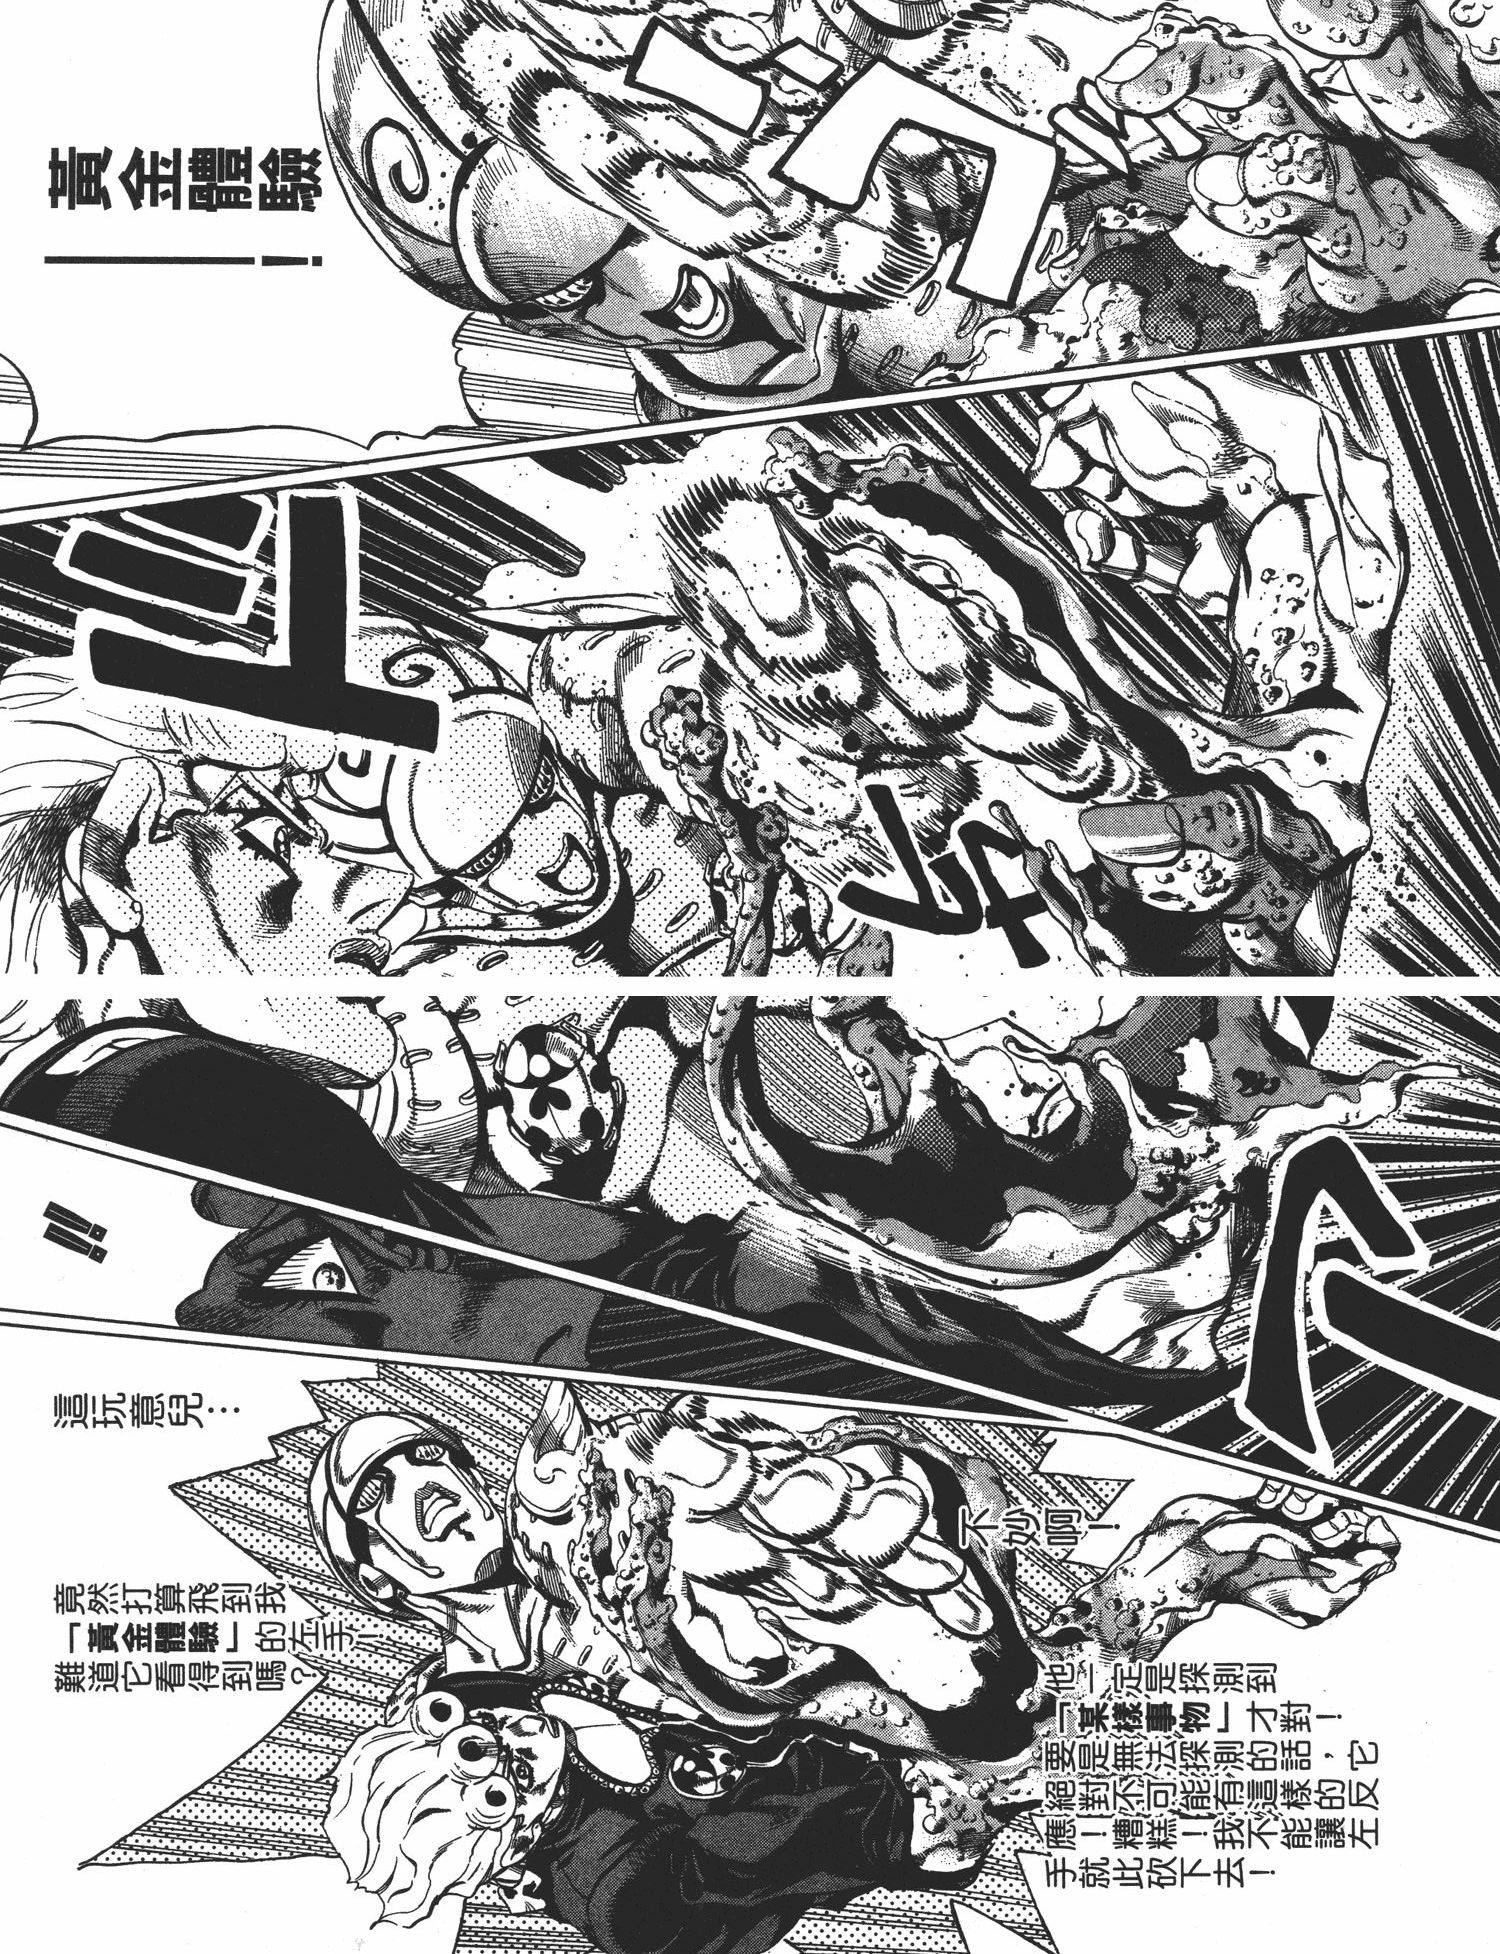 黃金體驗
——！
!!!
這玩意兒…
竟然打算飛到我
「黃金體驗」的左手！
難道它看得到嗎？
不妙啊！
他一定是探測到
「某樣事物」才對！
要是無法探測的話，它
絕對不可能有這樣的反
應！糟糕！我不能讓左
手就此砍下去！